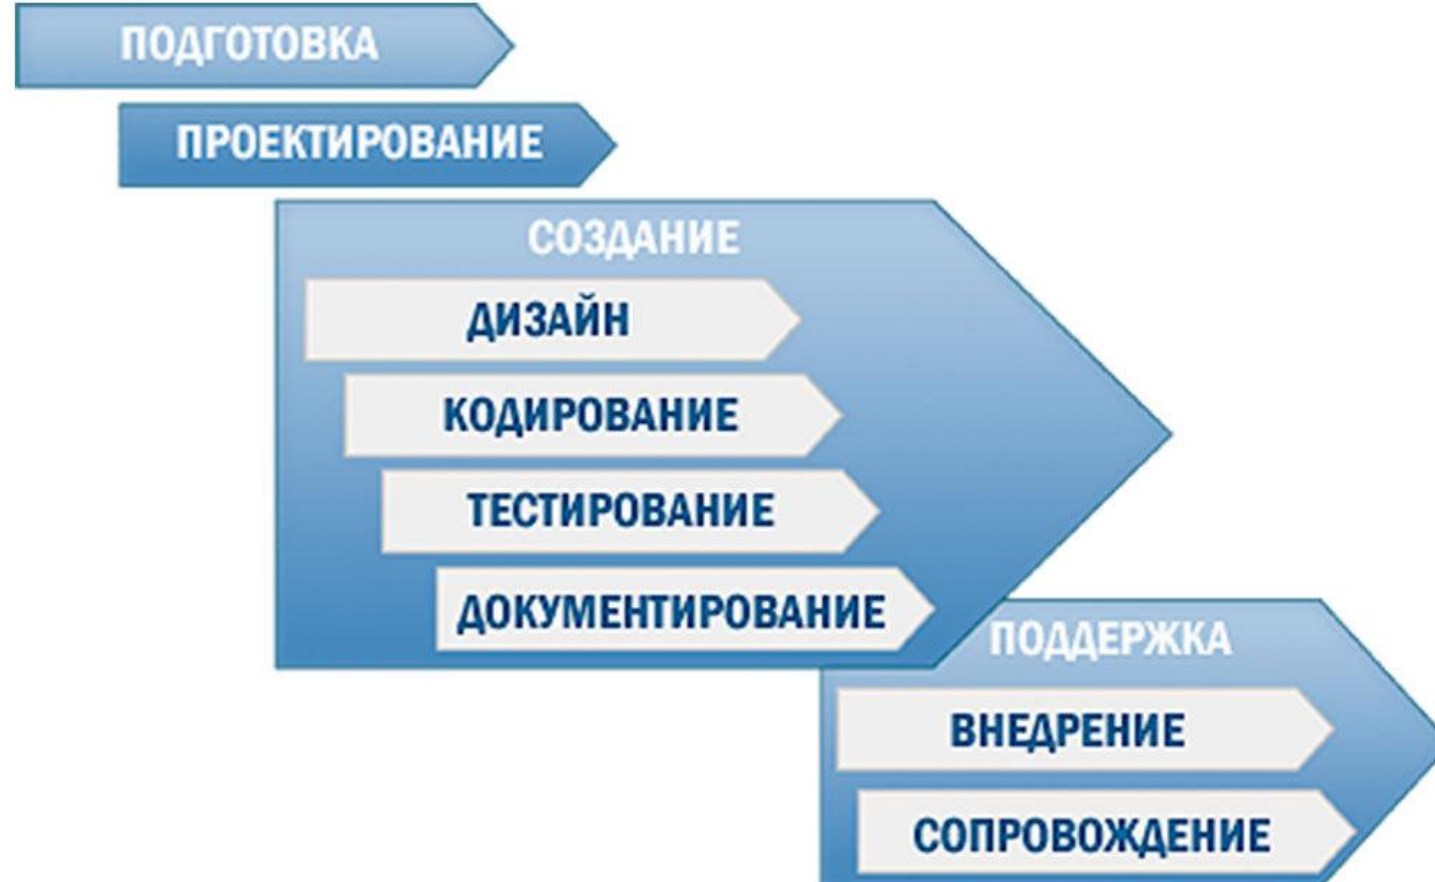 ПОДГОТОВКА
ПРОЕКТИРОВАНИЕ
СОЗДАНИЕ
ДИЗАЙН
КОДИРОВАНИЕ
ТЕСТИРОВАНИЕ
ДОКУМЕНТИРОВАНИЕ
ПОДДЕРЖКА
ВНЕДРЕНИЕ
СОПРОВОЖДЕНИЕ